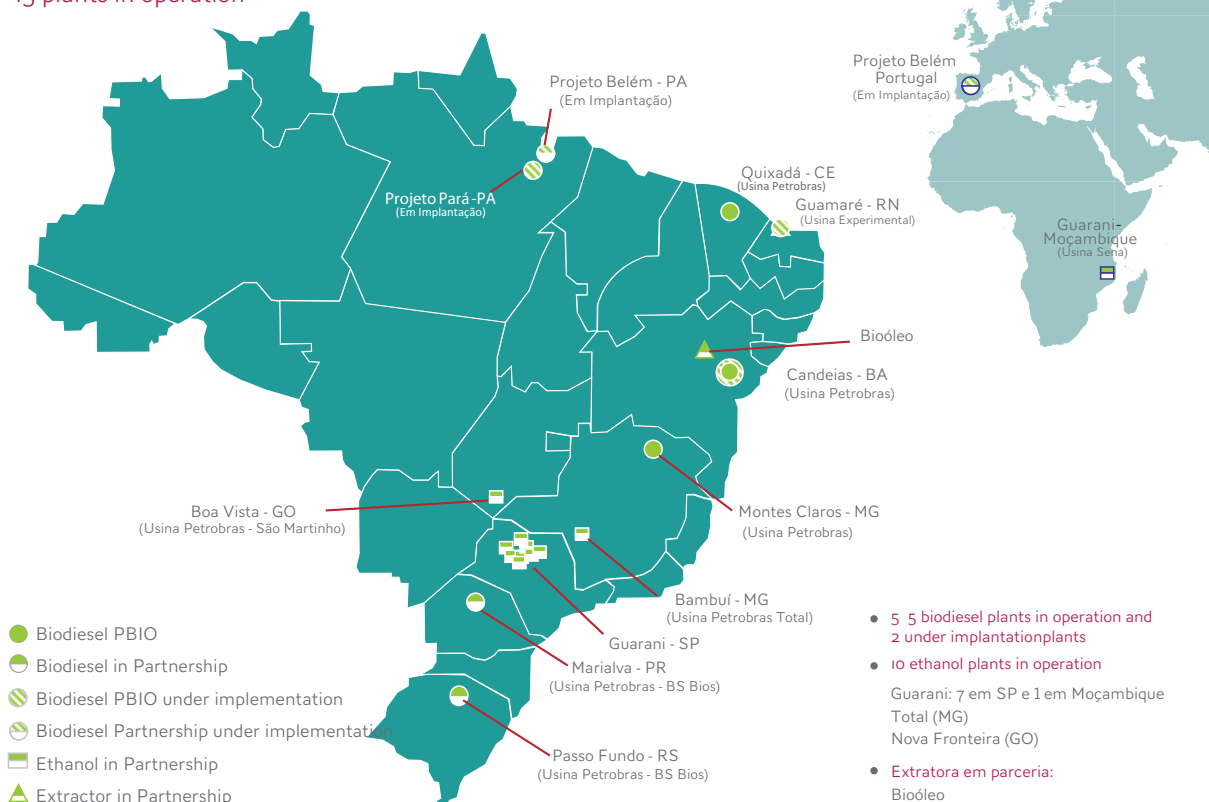 15 plants in operation
Projeto Belém
Portugal
(Em Implantação)
Projeto Belém - PA
(Em Implantação)
Projeto Pará-PA
(Em Implantação)
Quixadá - CE
(Usina Petrobras)
Guamaré - RN
(Usina Experimental)
Guarani-
Moçambique
(Usina Sena)
Bioóleo
Candeias - BA
(Usina Petrobras)
Boa Vista - GO
(Usina Petrobras - São Martinho)
Montes Claros - MG
(Usina Petrobras)
Bambuí - MG
(Usina Petrobras Total)
Guarani - SP
Marialva - PR
(Usina Petrobras - BS Bios)
Passo Fundo - RS
(Usina Petrobras - BS Bios)
Biodiesel PBIO
Biodiesel in Partnership
Biodiesel PBIO under implementation
Biodiesel Partnership under implementation
Ethanol in Partnership
Extractor in Partnership
• 5 5 biodiesel plants in operation and
2 under implantationplants
• 10 ethanol plants in operation
Guarani: 7 em SP e 1 em Moçambique
Total (MG)
Nova Fronteira (GO)
• Extratora em parceria:
Bioóleo